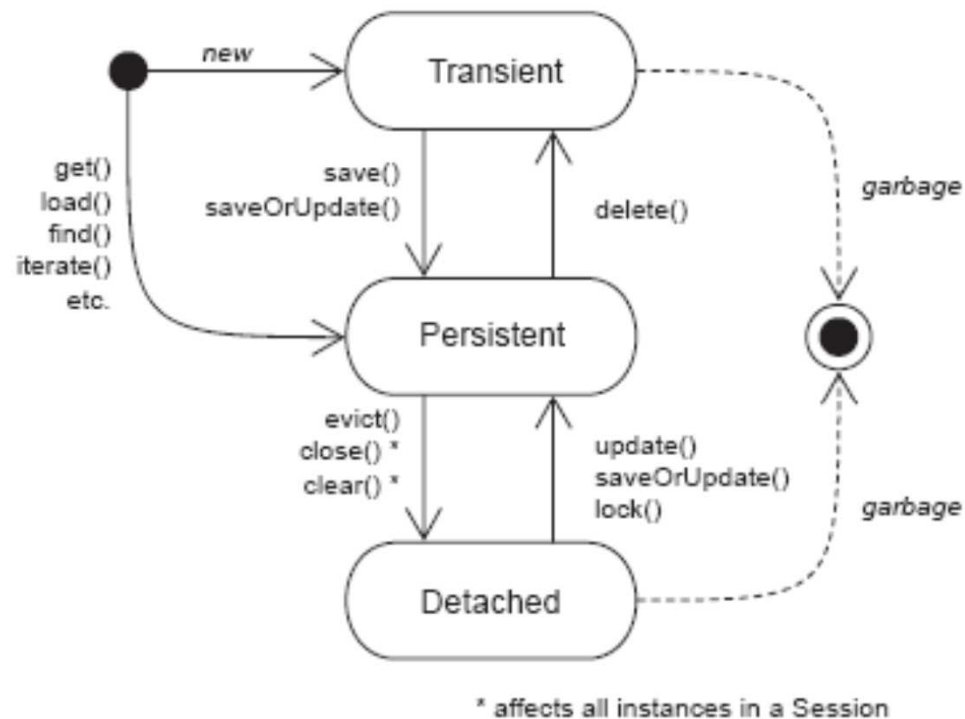 new
Transient
get()
load()
find()
iterate()
etc.
save()
saveOrUpdate()
delete()
garbage
Persistent
evict()
close() *
clear() *
update()
saveOrUpdate()
lock()
garbage
Detached
* affects all instances in a Session